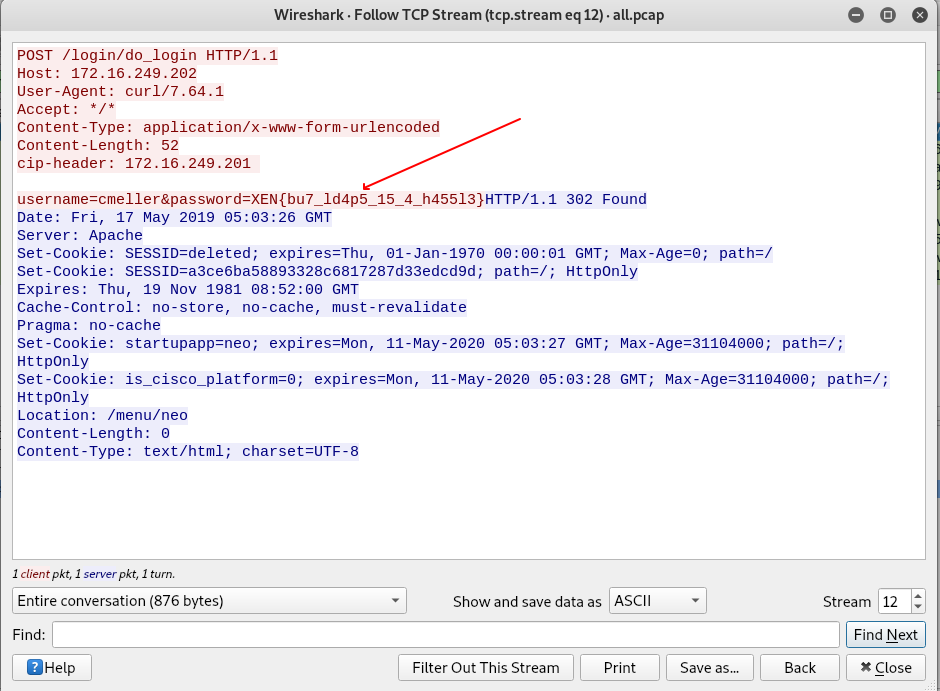 Wireshark · Follow TCP Stream (tcp.stream eq 12) · all.pcap
POST /login/do_login HTTP/1.1
Host: 172.16.249.202
User-Agent: curl/7.64.1
Accept: */*
Content-Type: application/x-www-form-urlencoded
Content-Length: 52
cip-header: 172.16.249.201
username=cmeller&password=XEN{bu7_ld4p5_15_4_h455l3}HTTP/1.1 302 Found
Date: Fri, 17 May 2019 05:03:26 GMT
Server: Apache
Set-Cookie: SESSID=deleted; expires=Thu, 01-Jan-1970 00:00:01 GMT; Max-Age=0; path=/
Set-Cookie: SESSID=a3ce6ba58893328c6817287d33edcd9d; path=/; HttpOnly
Expires: Thu, 19 Nov 1981 08:52:00 GMT
Cache-Control: no-store, no-cache, must-revalidate
Pragma: no-cache
Set-Cookie: startupapp=neo; expires=Mon, 11-May-2020 05:03:27 GMT; Max-Age=31104000; path=/;
HttpOnly
Set-Cookie: is_cisco_platform=0; expires=Mon, 11-May-2020 05:03:28 GMT; Max-Age=31104000; path=/;
HttpOnly
Location: /menu/neo
Content-Length: 0
Content-Type: text/html; charset=UTF-8
1 client pkt, 1 server pkt, 1 turn.
Entire conversation (876 bytes) Show and save data as ASCII Stream 12
Find: Find Next
Help Filter Out This Stream Print Save as... Back Close